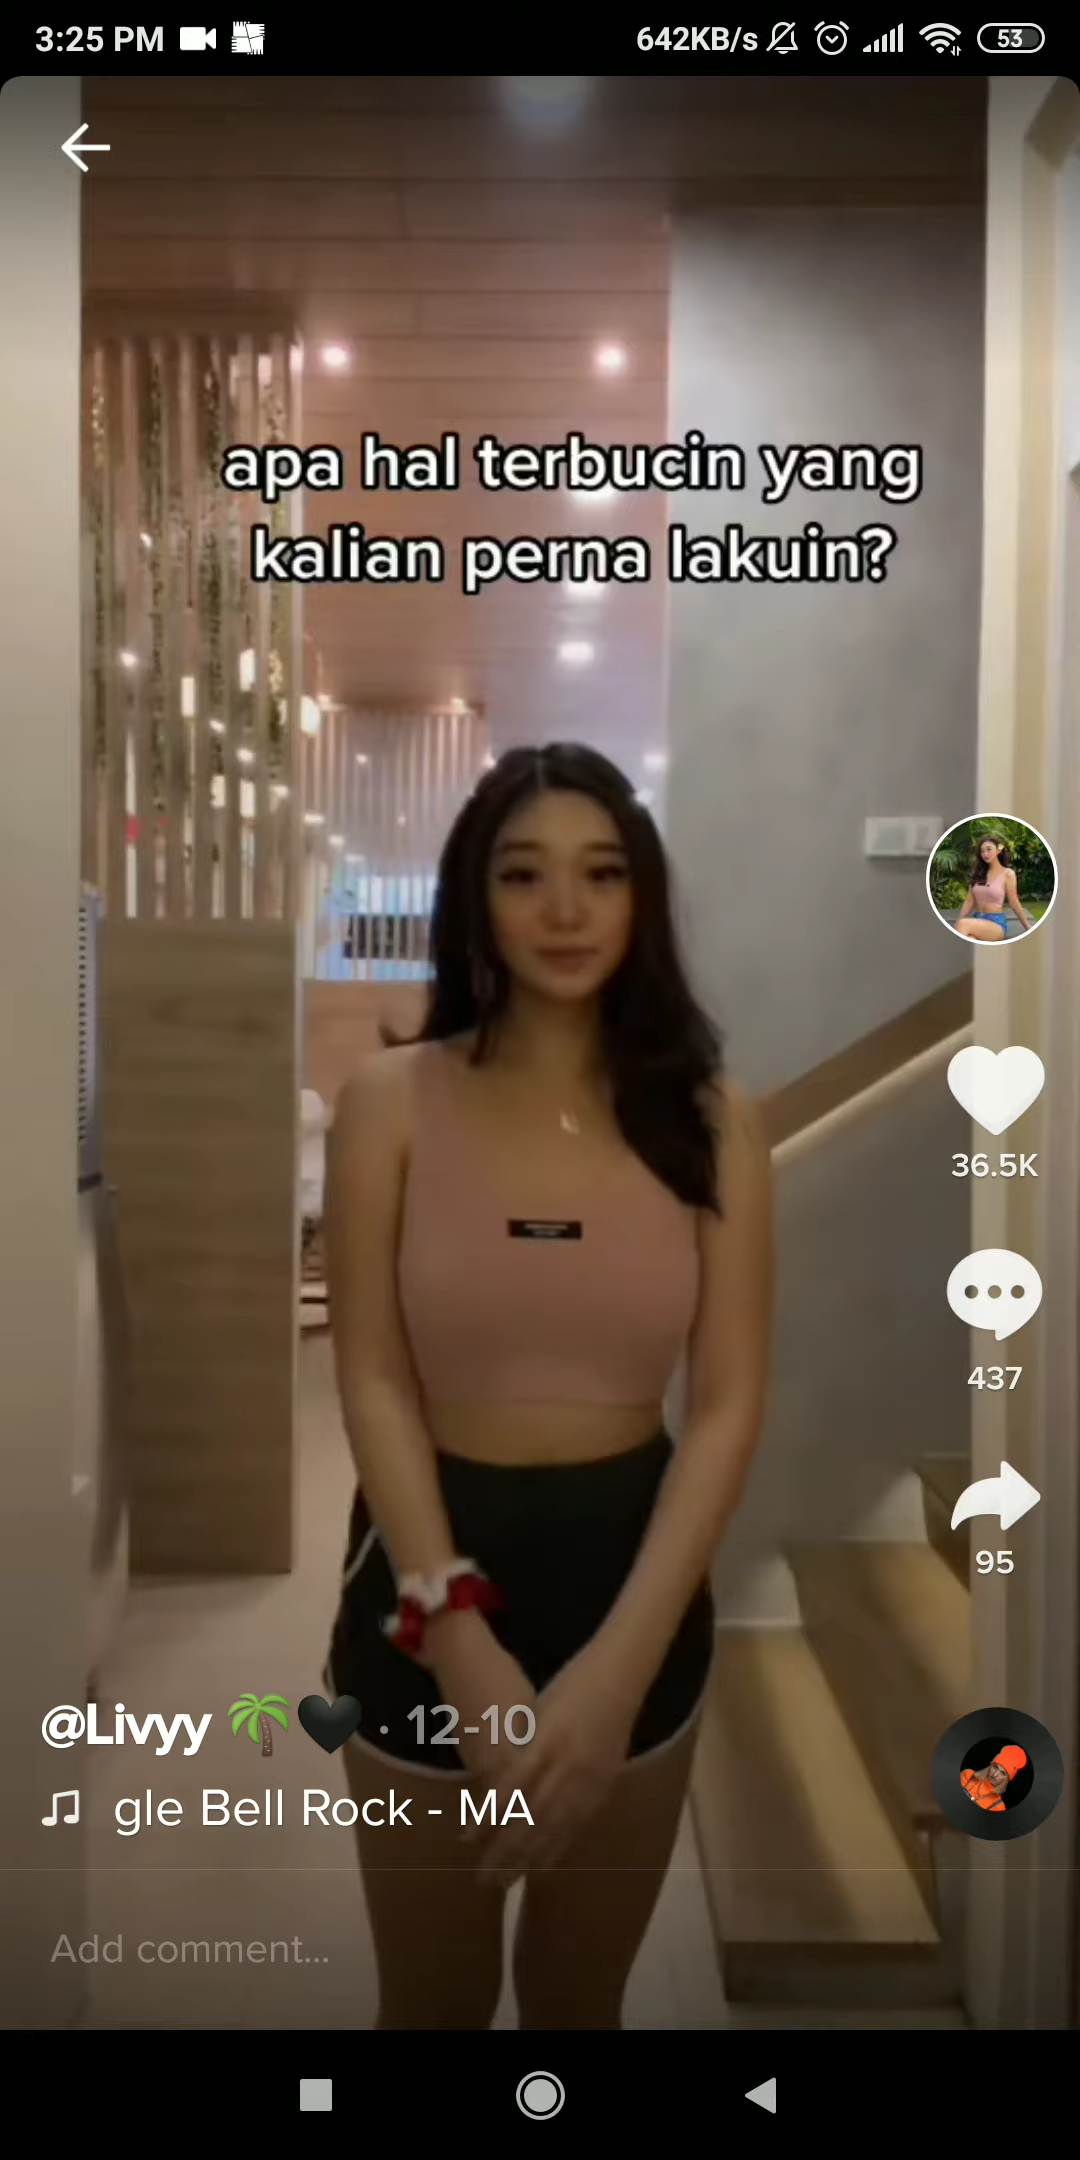 3:25 PM
642KB/s
53
apa hal terbucin yang
kalian perna lakuin?
36.5K
437
95
@Livyy 🌴🖤 · 12-10
gle Bell Rock - MA
Add comment...